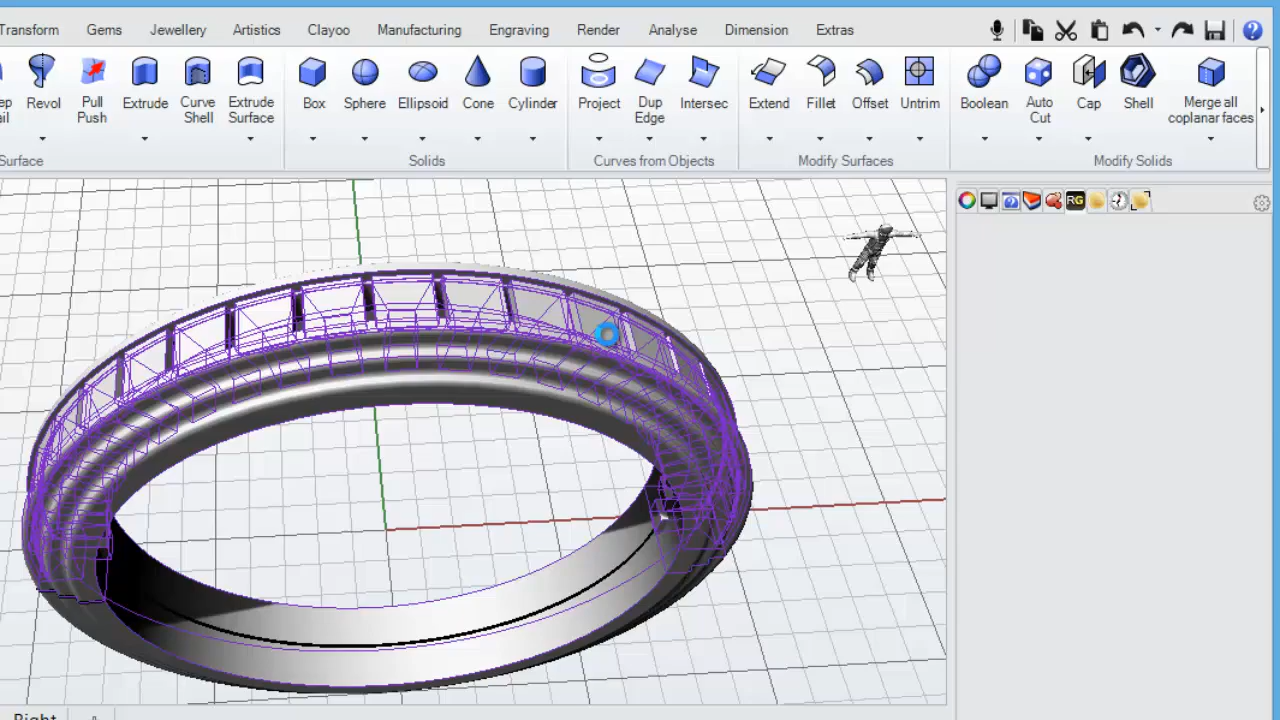 Transform Gems Jewellery Artistics Clayoo Manufacturing Engraving Render Analyse Dimension Extras
Revol Pull Push Extrude Curve Shell Extrude Surface Box Sphere Ellipsoid Cone Cylinder Project Dup Edge Intersec Extend Fillet Offset Untrim Boolean Auto Cut Cap Shell Merge all coplanar faces
Surface Solids Curves from Objects Modify Surfaces Modify Solids
RG
Right